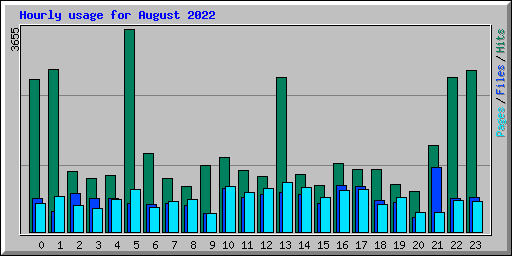 Hourly usage for August 2022
3655
Pages/Files/Hits
0 1 2 3 4 5 6 7 8 9 10 11 12 13 14 15 16 17 18 19 20 21 22 23